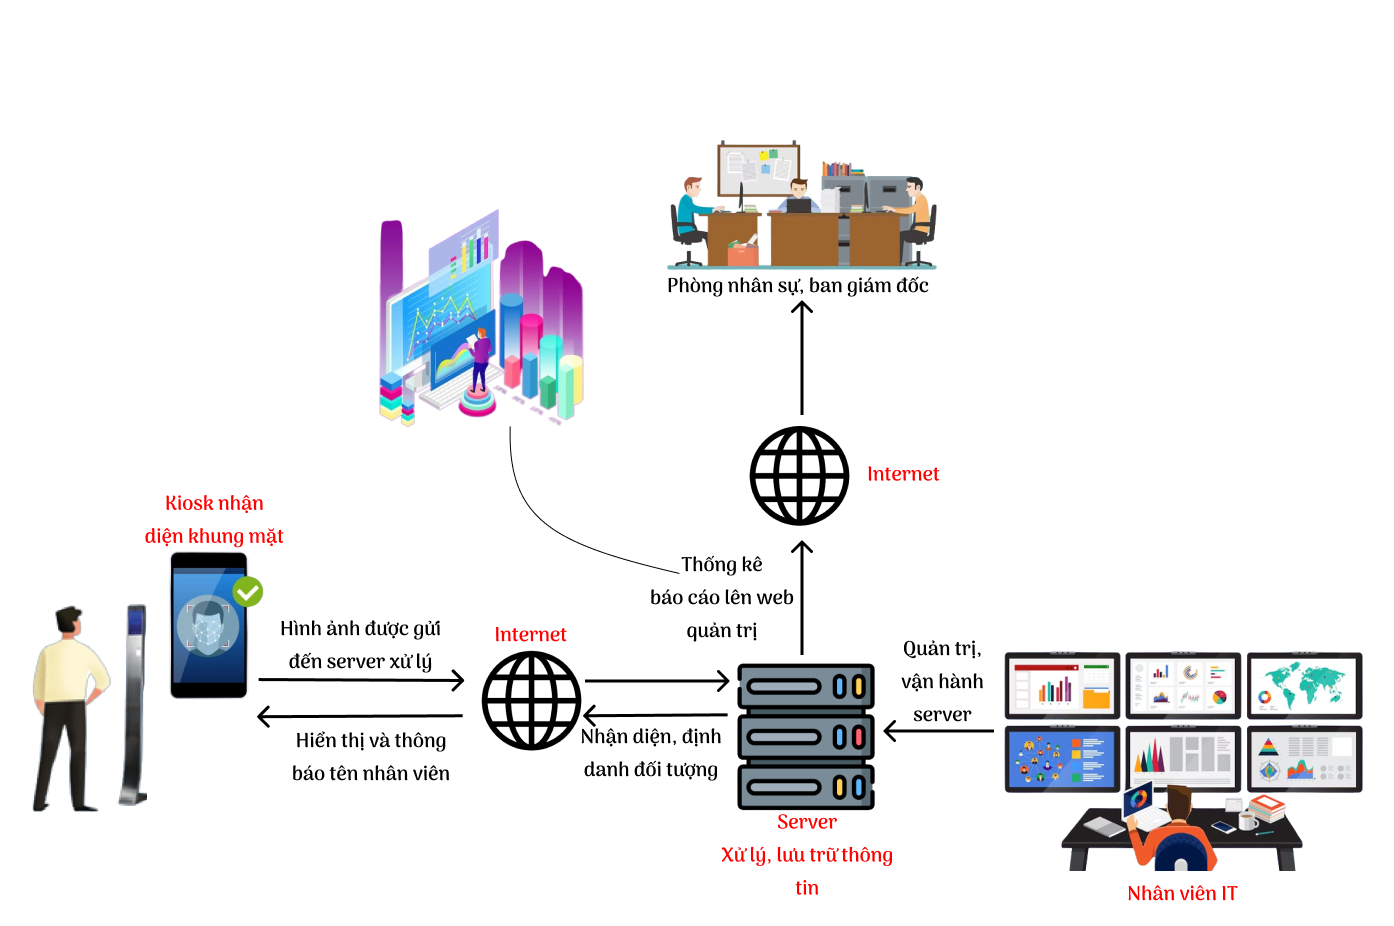 Phòng nhân sự, ban giám đốc
Internet
Kiosk nhận
diện khung mặt
Thống kê
báo cáo lên web
quản trị
Hình ảnh được gửi
đến server xử lý
Internet
Quản trị,
vận hành
server
Hiển thị và thông
báo tên nhân viên
Nhận diện, định
danh đối tượng
Server
Xử lý, lưu trữ thông
tin
Nhân viên IT